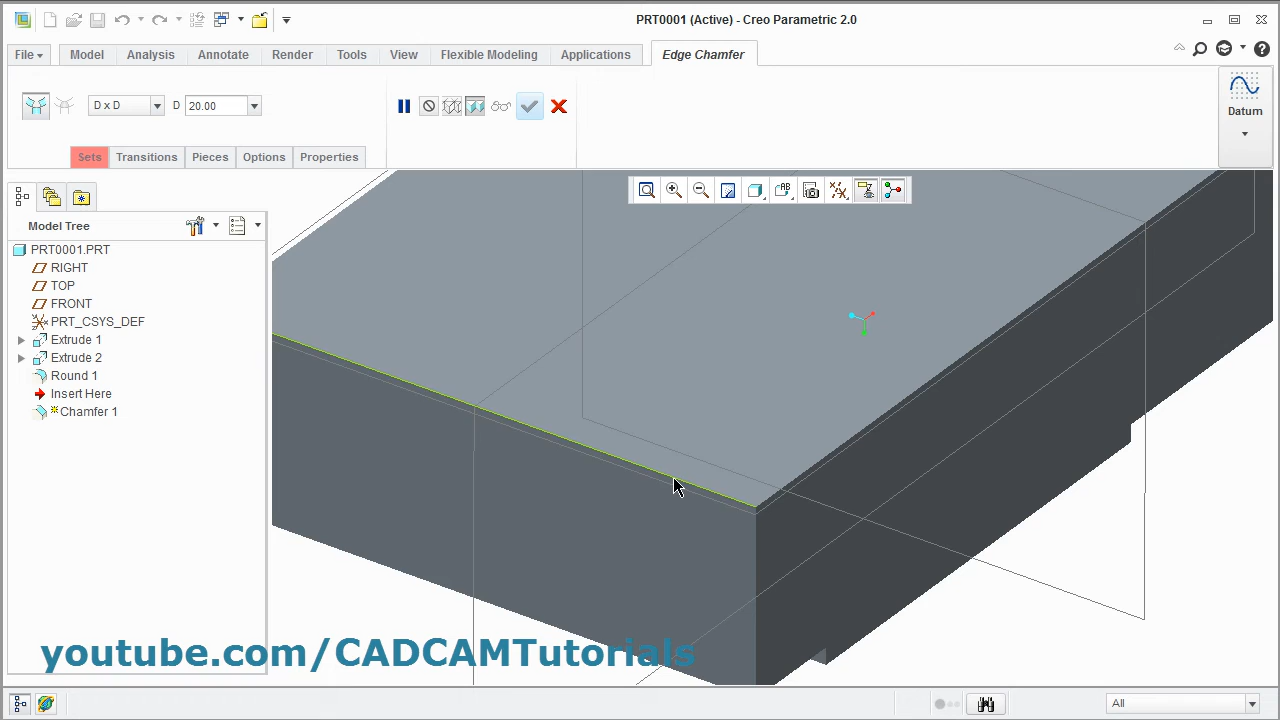 PRT0001 (Active) - Creo Parametric 2.0
File Model Analysis Annotate Render Tools View Flexible Modeling Applications Edge Chamfer
D x D D 20.00
Datum
Sets Transitions Pieces Options Properties
Model Tree
PRT0001.PRT
RIGHT
TOP
FRONT
PRT_CSYS_DEF
Extrude 1
Extrude 2
Round 1
Insert Here
Chamfer 1
youtube.com/CADCAMTutorials
All